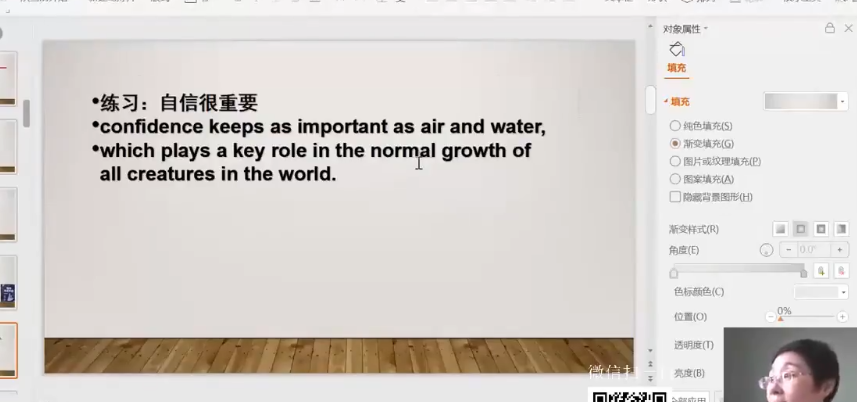 对象属性
填充
•练习：自信很重要
•confidence keeps as important as air and water,
•which plays a key role in the normal growth of
all creatures in the world.
填充
纯色填充(S)
渐变填充(G)
图片或纹理填充(P)
图案填充(A)
隐藏背景图形(H)
渐变样式(R)
角度(E)
0.0°
色标颜色(C)
位置(O)
0%
透明度(T)
亮度(B)
微信扫一
全部应用